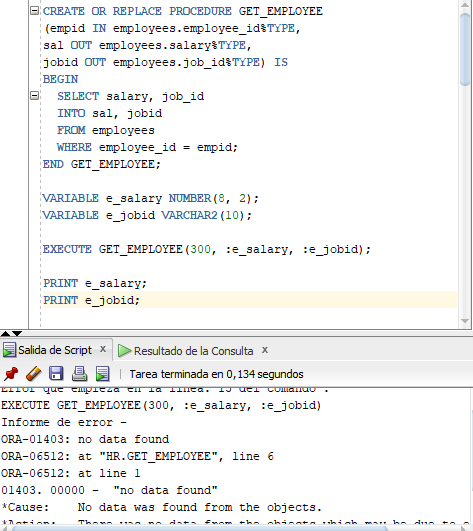 CREATE OR REPLACE PROCEDURE GET_EMPLOYEE
(empid IN employees.employee_id%TYPE,
sal OUT employees.salary%TYPE,
jobid OUT employees.job_id%TYPE) IS
BEGIN
SELECT salary, job_id
INTO sal, jobid
FROM employees
WHERE employee_id = empid;
END GET_EMPLOYEE;
VARIABLE e_salary NUMBER(8, 2);
VARIABLE e_jobid VARCHAR2(10);
EXECUTE GET_EMPLOYEE(300, :e_salary, :e_jobid);
PRINT e_salary;
PRINT e_jobid;
Salida de Script x Resultado de la Consulta x
Tarea terminada en 0,134 segundos
Error que empieza en la línea: 15 del comando :
EXECUTE GET_EMPLOYEE(300, :e_salary, :e_jobid)
Informe de error -
ORA-01403: no data found
ORA-06512: at "HR.GET_EMPLOYEE", line 6
ORA-06512: at line 1
01403. 00000 - "no data found"
*Cause: No data was found from the objects.
*Action: There was no data from the objects which may be due to